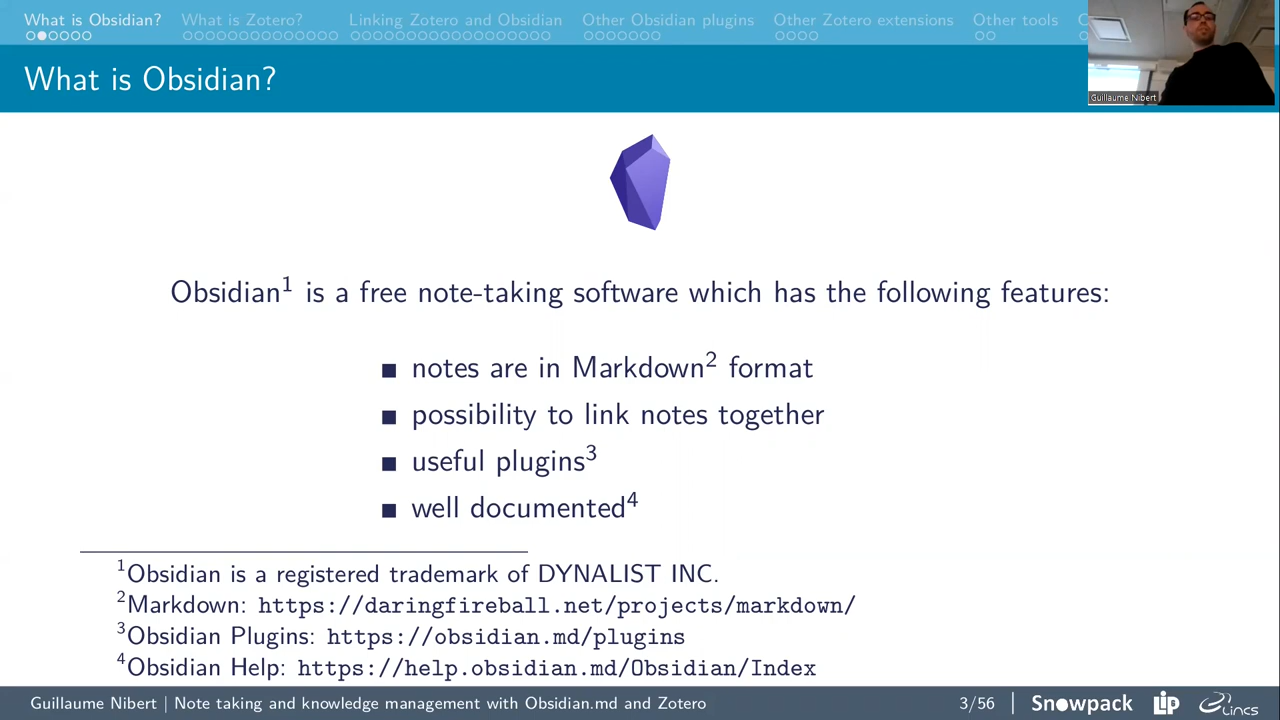 What is Obsidian? What is Zotero? Linking Zotero and Obsidian Other Obsidian plugins Other Zotero extensions Other tools
What is Obsidian?
Guillaume Nibert
Obsidian1 is a free note-taking software which has the following features:
■ notes are in Markdown2 format
■ possibility to link notes together
■ useful plugins3
■ well documented4
1Obsidian is a registered trademark of DYNALIST INC.
2Markdown: https://daringfireball.net/projects/markdown/
3Obsidian Plugins: https://obsidian.md/plugins
4Obsidian Help: https://help.obsidian.md/Obsidian/Index
Guillaume Nibert | Note taking and knowledge management with Obsidian.md and Zotero 3/56 | Snowpack LIP LINCS